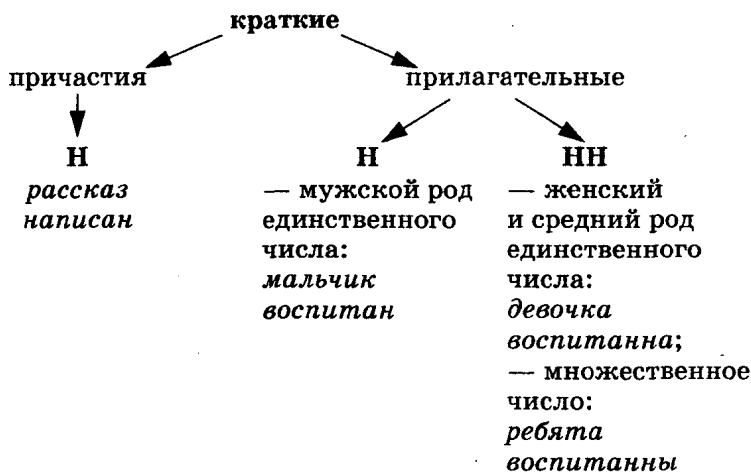 краткие
причастия
прилагательные
Н
рассказ
написан
Н
— мужской род
единственного
числа:
мальчик
воспитан
НН
— женский
и средний род
единственного
числа:
девочка
воспитанна;
— множественное
число:
ребята
воспитанны